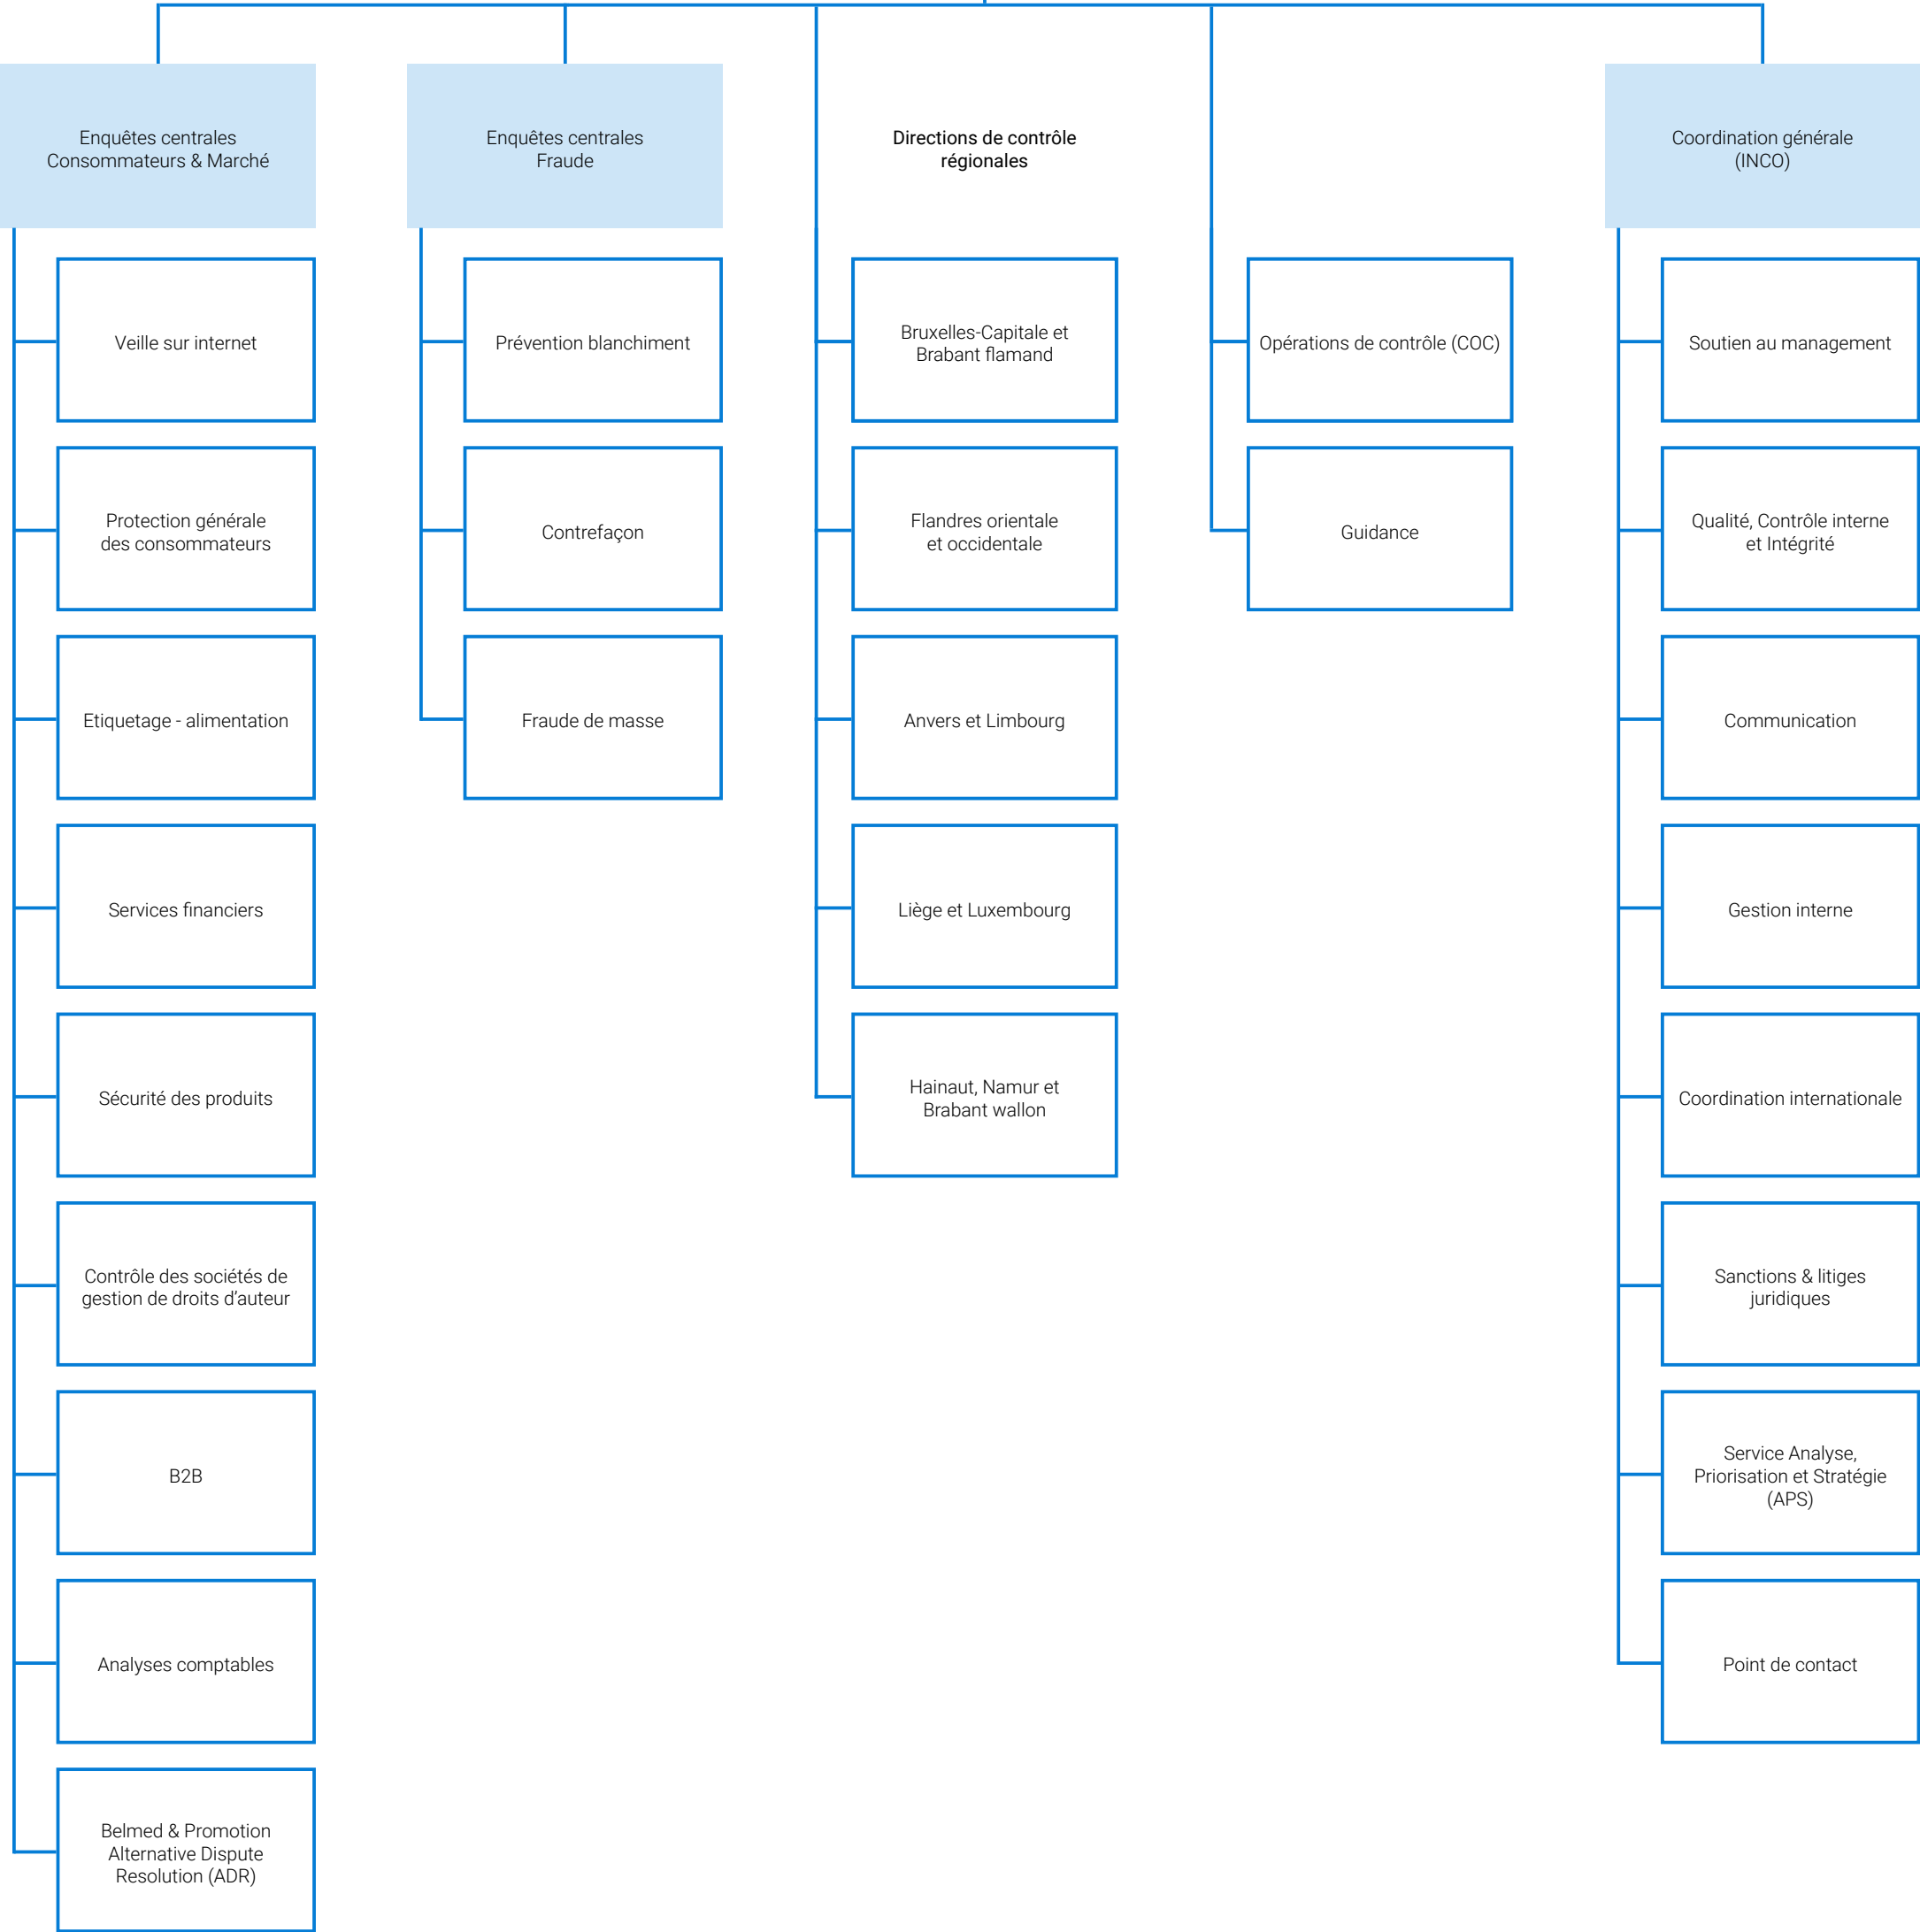 Enquêtes centrales
Consommateurs & Marché
Veille sur internet
Protection générale
des consommateurs
Etiquetage - alimentation
Services financiers
Sécurité des produits
Contrôle des sociétés de
gestion de droits d’auteur
B2B
Analyses comptables
Belmed & Promotion
Alternative Dispute
Resolution (ADR)
Enquêtes centrales
Fraude
Prévention blanchiment
Contrefaçon
Fraude de masse
Directions de contrôle
régionales
Bruxelles-Capitale et
Brabant flamand
Flandres orientale
et occidentale
Anvers et Limbourg
Liège et Luxembourg
Hainaut, Namur et
Brabant wallon
Opérations de contrôle (COC)
Guidance
Coordination générale
(INCO)
Soutien au management
Qualité, Contrôle interne
et Intégrité
Communication
Gestion interne
Coordination internationale
Sanctions & litiges
juridiques
Service Analyse,
Priorisation et Stratégie
(APS)
Point de contact